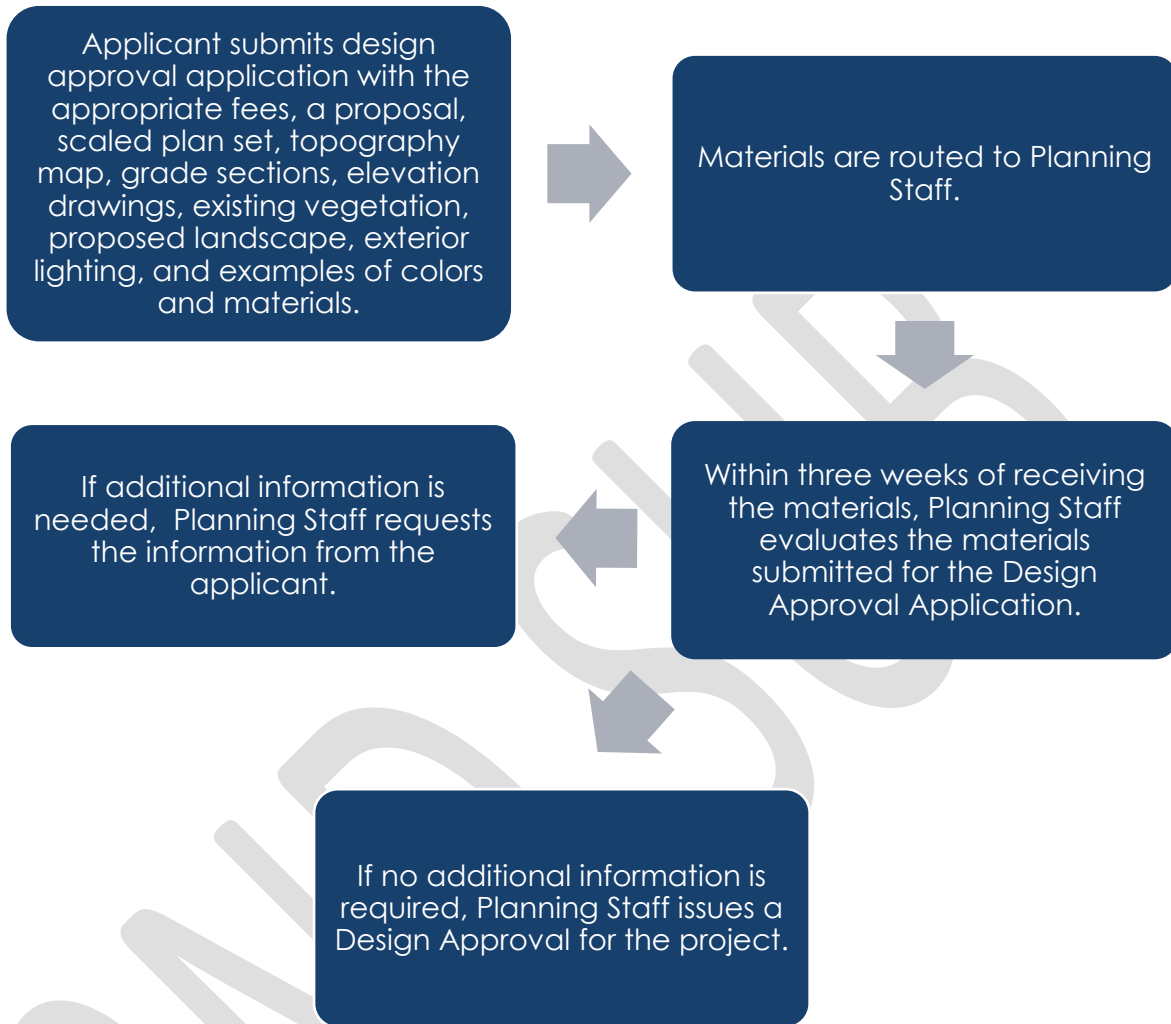 Applicant submits design
approval application with the
appropriate fees, a proposal,
scaled plan set, topography
map, grade sections, elevation
drawings, existing vegetation,
proposed landscape, exterior
lighting, and examples of colors
and materials.
Materials are routed to Planning
Staff.
Within three weeks of receiving
the materials, Planning Staff
evaluates the materials
submitted for the Design
Approval Application.
If additional information is
needed,  Planning Staff requests
the information from the
applicant.
If no additional information is
required, Planning Staff issues a
Design Approval for the project.